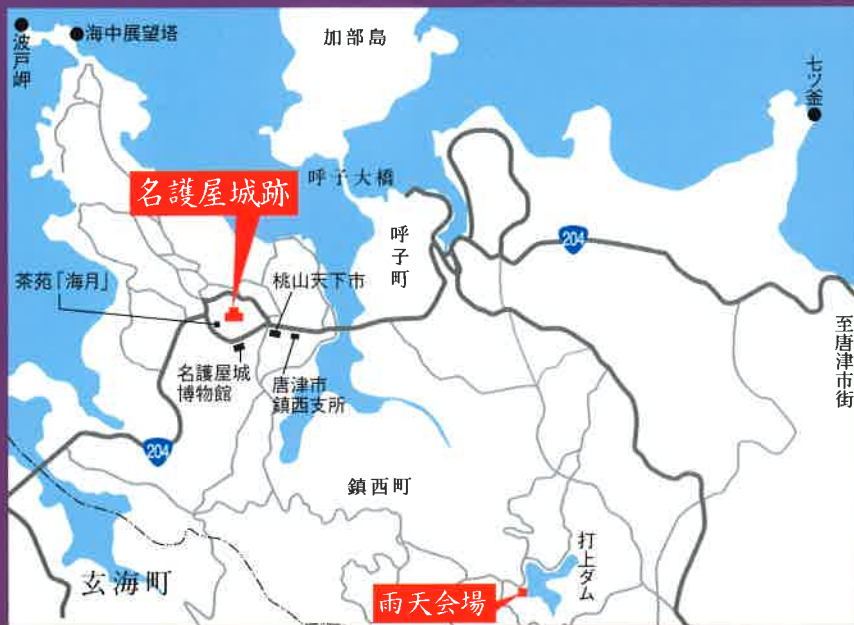 波戸岬
海中展望塔
加部島
七ツ釜
名護屋城跡
呼子大橋
呼子町
204
茶苑「海月」
桃山天下市
至唐津市街
名護屋城
博物館
唐津市
鎮西支所
204
鎮西町
打上ダム
玄海町
雨天会場